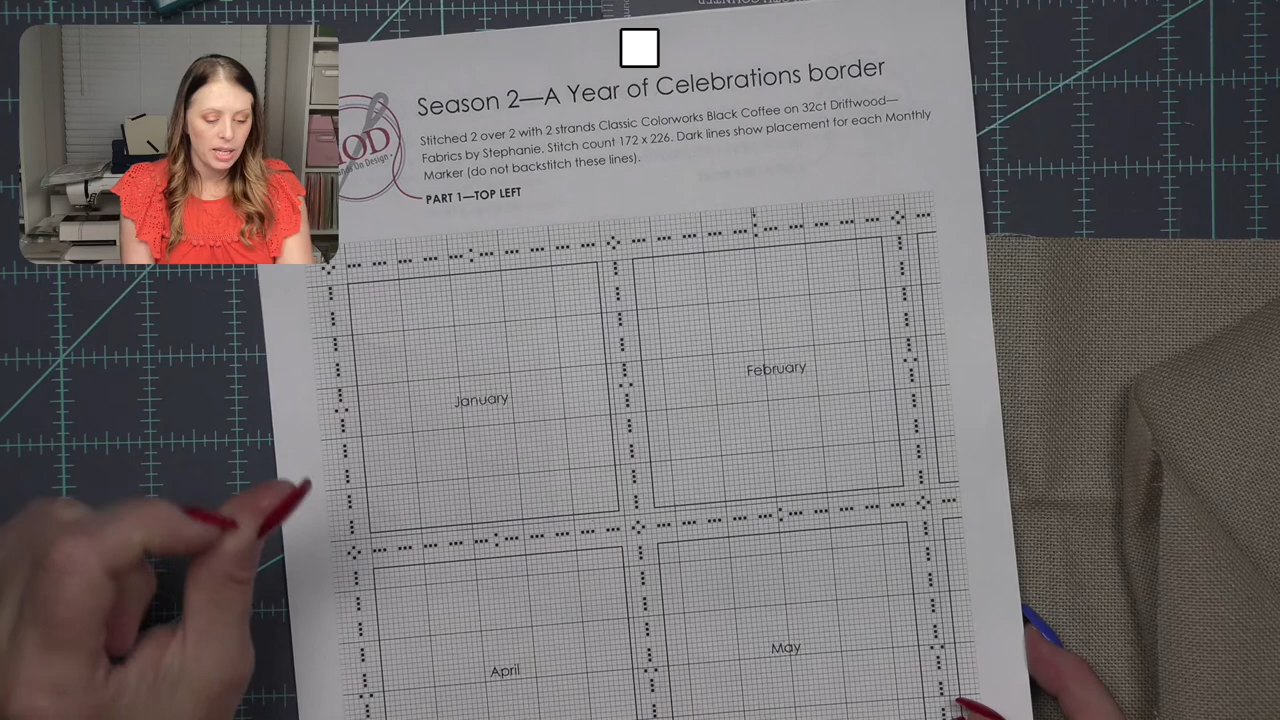 Season 2—A Year of Celebrations border
Stitched 2 over 2 with 2 strands Classic Colorworks Black Coffee on 32ct Driftwood—
Fabrics by Stephanie. Stitch count 172 x 226. Dark lines show placement for each Monthly
Marker (do not backstitch these lines).
PART 1—TOP LEFT
January
February
April
May